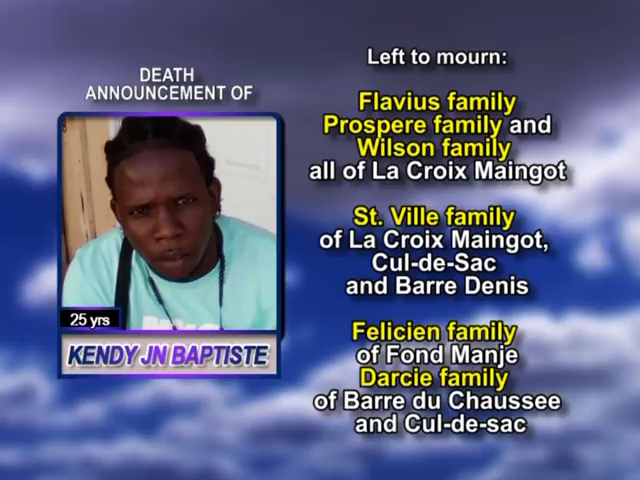 DEATH
ANNOUNCEMENT OF
25 yrs
KENDY JN BAPTISTE
Left to mourn:
Flavius family
Prospere family and
Wilson family
all of La Croix Maingot
St. Ville family
of La Croix Maingot,
Cul-de-Sac
and Barre Denis
Felicien family
of Fond Manje
Darcie family
of Barre du Chaussee
and Cul-de-sac